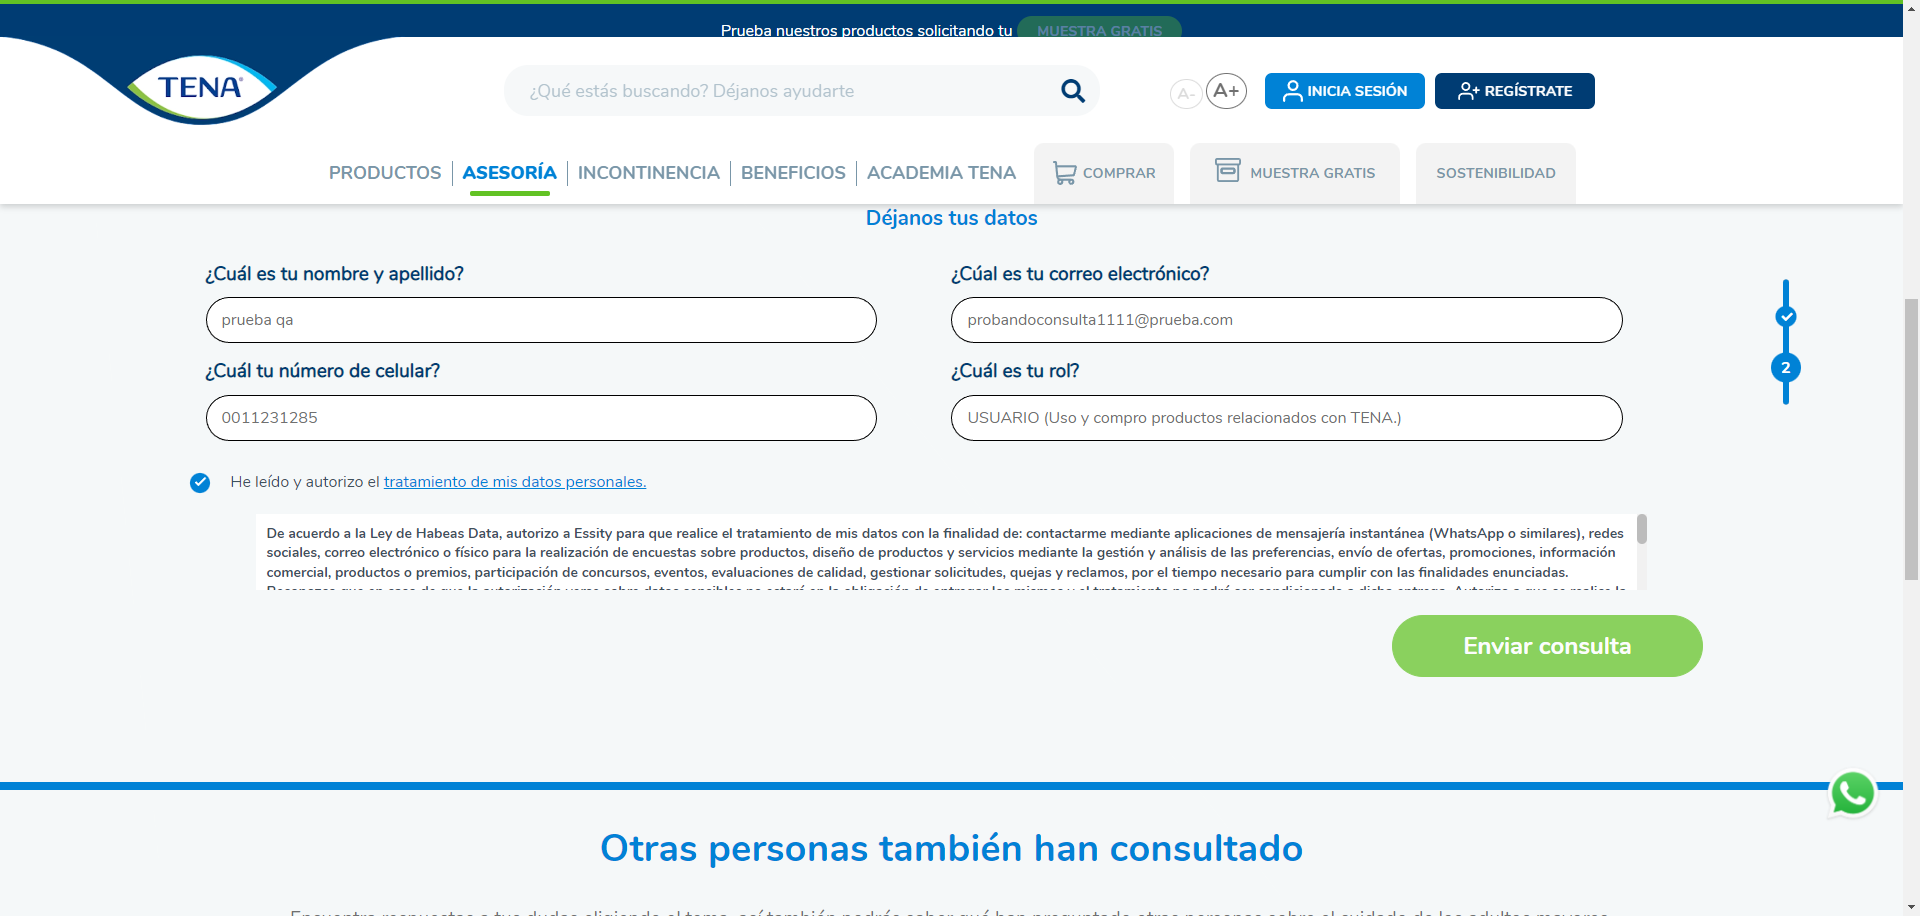 Prueba nuestros productos solicitando tu MUESTRA GRATIS
TENA®
¿Qué estás buscando? Déjanos ayudarte
A- A+
INICIA SESIÓN
REGÍSTRATE
PRODUCTOS
ASESORÍA
INCONTINENCIA
BENEFICIOS
ACADEMIA TENA
COMPRAR
MUESTRA GRATIS
SOSTENIBILIDAD
Déjanos tus datos
¿Cuál es tu nombre y apellido?
prueba qa
¿Cúal es tu correo electrónico?
probandoconsulta1111@prueba.com
¿Cuál tu número de celular?
0011231285
¿Cuál es tu rol?
USUARIO (Uso y compro productos relacionados con TENA.)
2
He leído y autorizo el tratamiento de mis datos personales.
De acuerdo a la Ley de Habeas Data, autorizo a Essity para que realice el tratamiento de mis datos con la finalidad de: contactarme mediante aplicaciones de mensajería instantánea (WhatsApp o similares), redes
sociales, correo electrónico o físico para la realización de encuestas sobre productos, diseño de productos y servicios mediante la gestión y análisis de las preferencias, envío de ofertas, promociones, información
comercial, productos o premios, participación de concursos, eventos, evaluaciones de calidad, gestionar solicitudes, quejas y reclamos, por el tiempo necesario para cumplir con las finalidades enunciadas.
Enviar consulta
Otras personas también han consultado